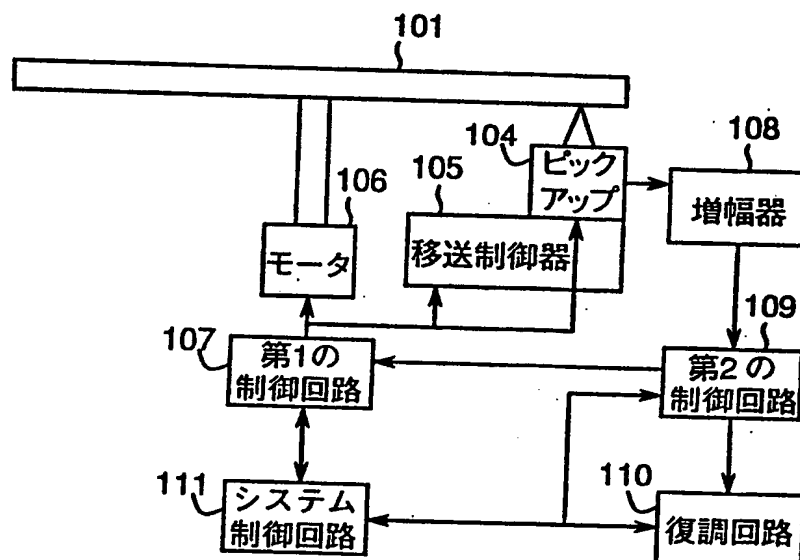 101
104
ピック
アップ
108
増幅器
105
移送制御器
106
モータ
109
第2の
制御回路
107
第1の
制御回路
111
システム
制御回路
110
復調回路